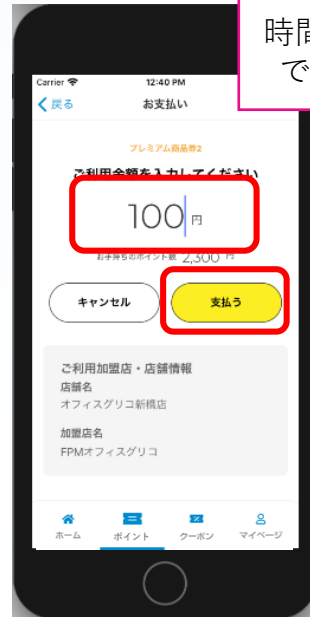 時間
で
Carrier 12:40 PM
戻る お支払い
プレミアム商品券2
ご利用金額を入力してください
100 円
お手持ちのポイント数 2,300 円
キャンセル 支払う
ご利用加盟店・店舗情報
店舗名
オフィスグリコ新橋店
加盟店名
FPMオフィスグリコ
ホーム ポイント クーポン マイページ